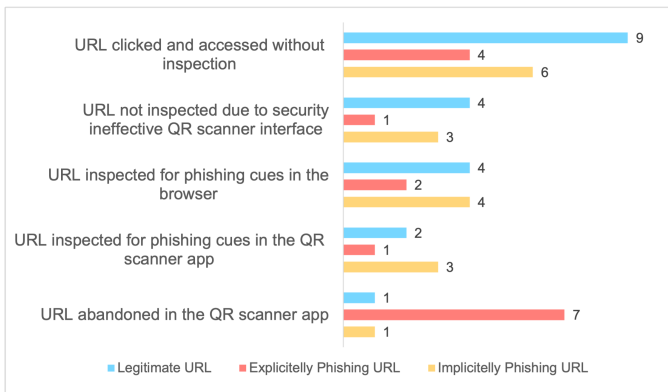 URL clicked and accessed without
inspection
9
4
6
URL not inspected due to security
ineffective QR scanner interface
4
1
3
URL inspected for phishing cues in the
browser
4
2
4
URL inspected for phishing cues in the QR
scanner app
2
1
3
URL abandoned in the QR scanner app
1
7
1
Legitimate URL Explicitelly Phishing URL Implicitelly Phishing URL